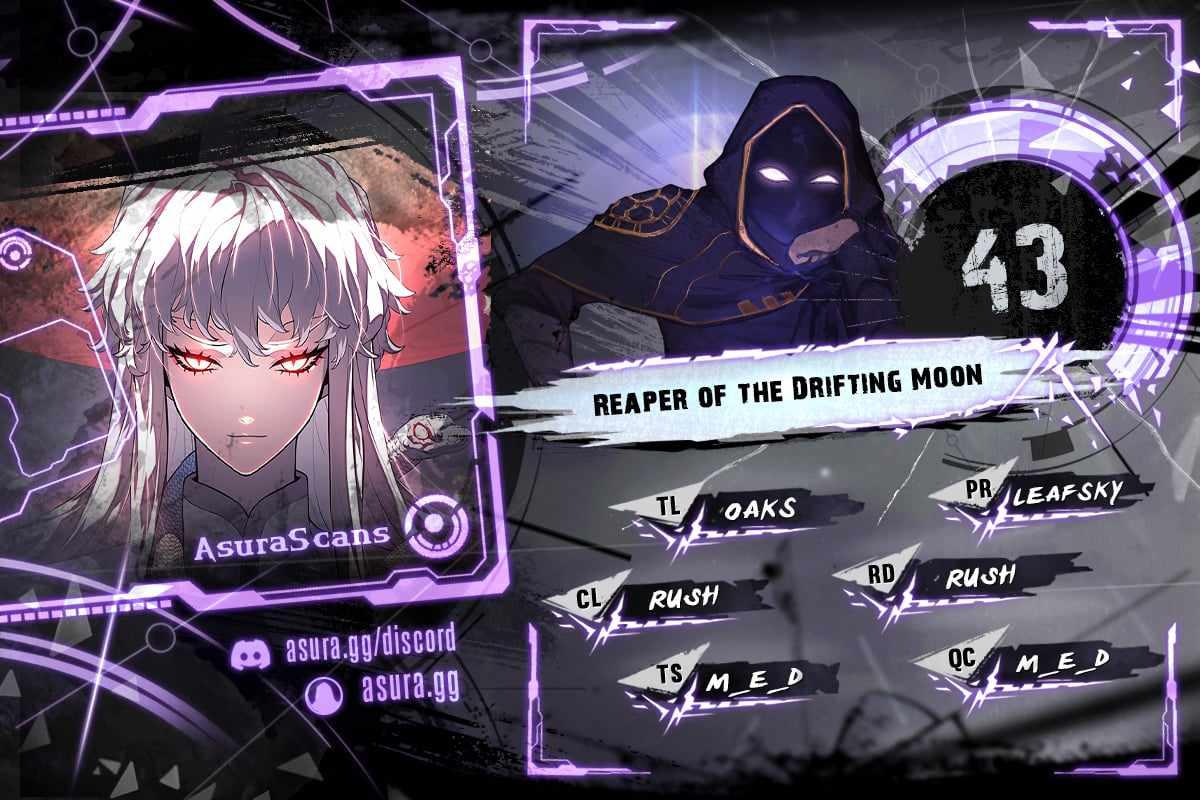 AsuraScans
asura.gg/discord
asura.gg
43
REAPER OF THE DRIFTING MOON
TL OAKS
PR LEAFSKY
CL RUSH
RD RUSH
TS M_E_D
QC M_E_D